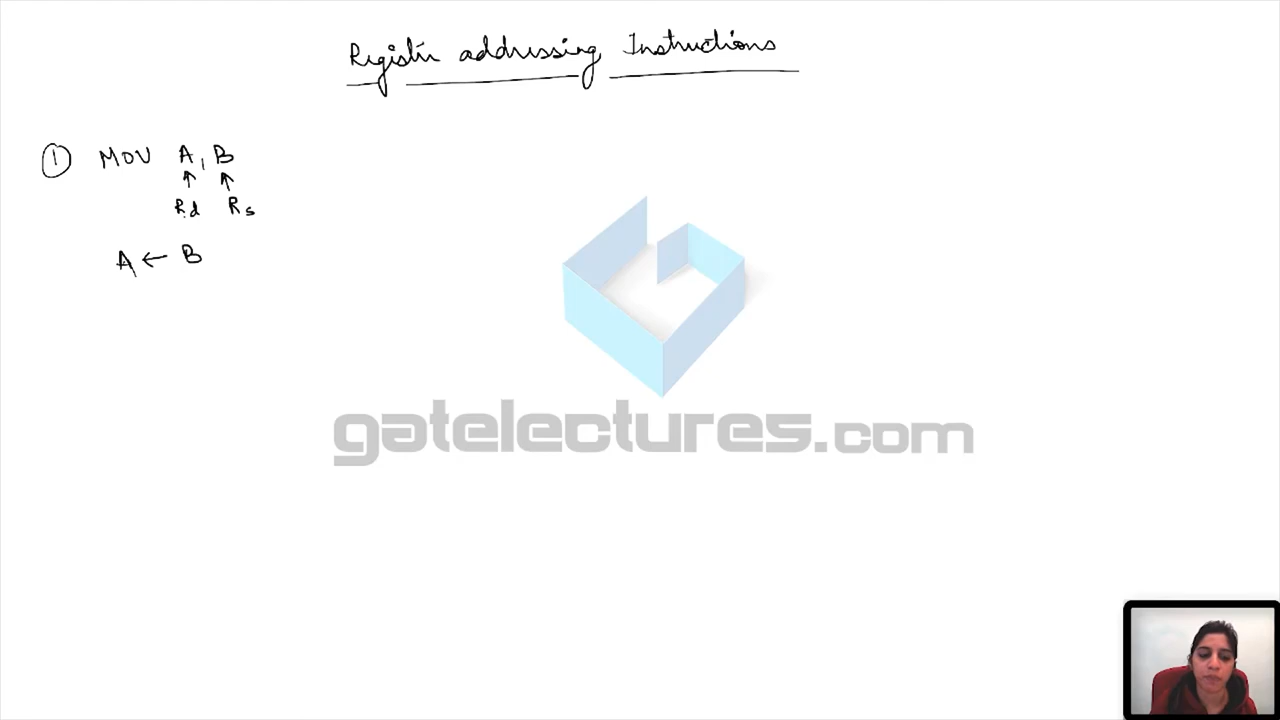 Register addressing Instructions
① MOV A, B
↑ ↑
Rd Rs
A ← B
gatelectures.com